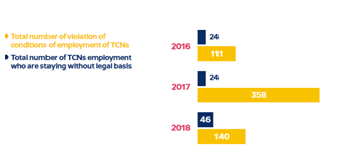 Total number of violation of
conditions of employment of TCNs
Total number of TCNs employment
who are staying without legal basis
2016
24
111
2017
24
358
2018
46
140